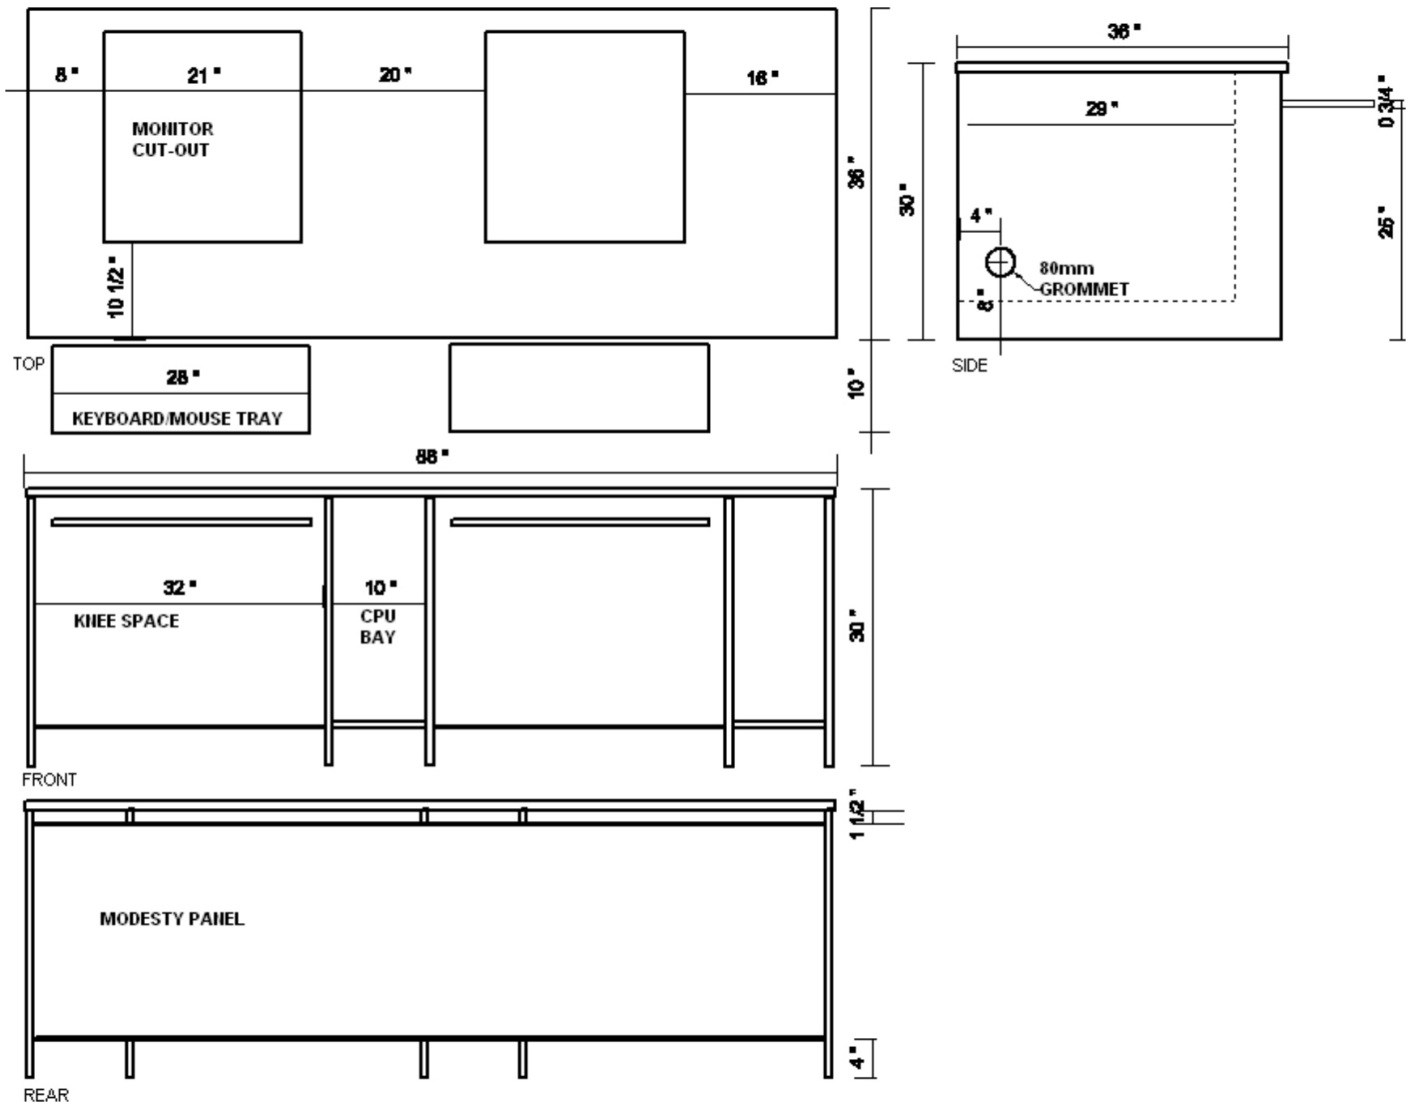 8 "
21 "
20 "
16 "
MONITOR
CUT-OUT
10 1/2"
36 "
TOP
28 "
KEYBOARD/MOUSE TRAY
10 "
36 "
30 "
29 "
0 3/4 "
25 "
4 "
80mm
GROMMET
8"
SIDE
88 "
32 "
KNEE SPACE
10 "
CPU
BAY
30 "
FRONT
1 1/2 "
MODESTY PANEL
4 "
REAR